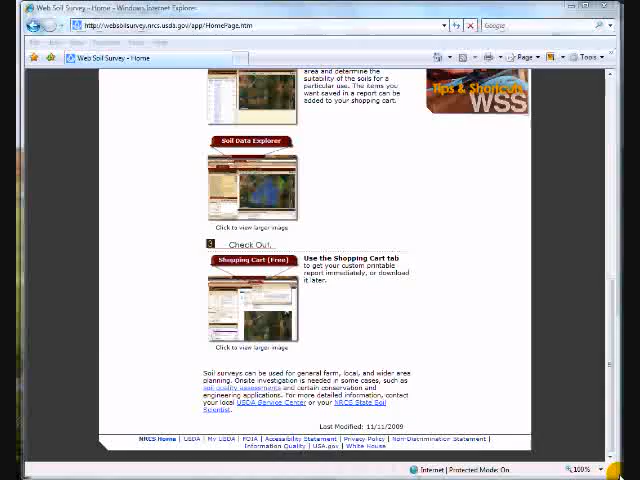 Web Soil Survey - Home - Windows Internet Explorer
http://websoilsurvey.nrcs.usda.gov/app/HomePage.htm
Google
Web Soil Survey - Home
Page
Tools
area and determine the
suitability of the soils for a
particular use. The items you
want saved in a report can be
added to your shopping cart.
Tips & Shortcuts
WSS
Soil Data Explorer
Click to view larger image
3 Check Out!.
Shopping Cart (Free)
Use the Shopping Cart tab
to get your custom printable
report immediately, or download
it later.
Click to view larger image
Soil surveys can be used for general farm, local, and wider area
planning. Onsite investigation is needed in some cases, such as
soil quality assessments and certain conservation and
engineering applications. For more detailed information, contact
your local USDA Service Center or your NRCS State Soil
Scientist.
Last Modified: 11/11/2009
NRCS Home | USDA | My USDA | FOIA | Accessibility Statement | Privacy Policy | Non-Discrimination Statement |
Information Quality | USA.gov | White House
Internet | Protected Mode: On
100%